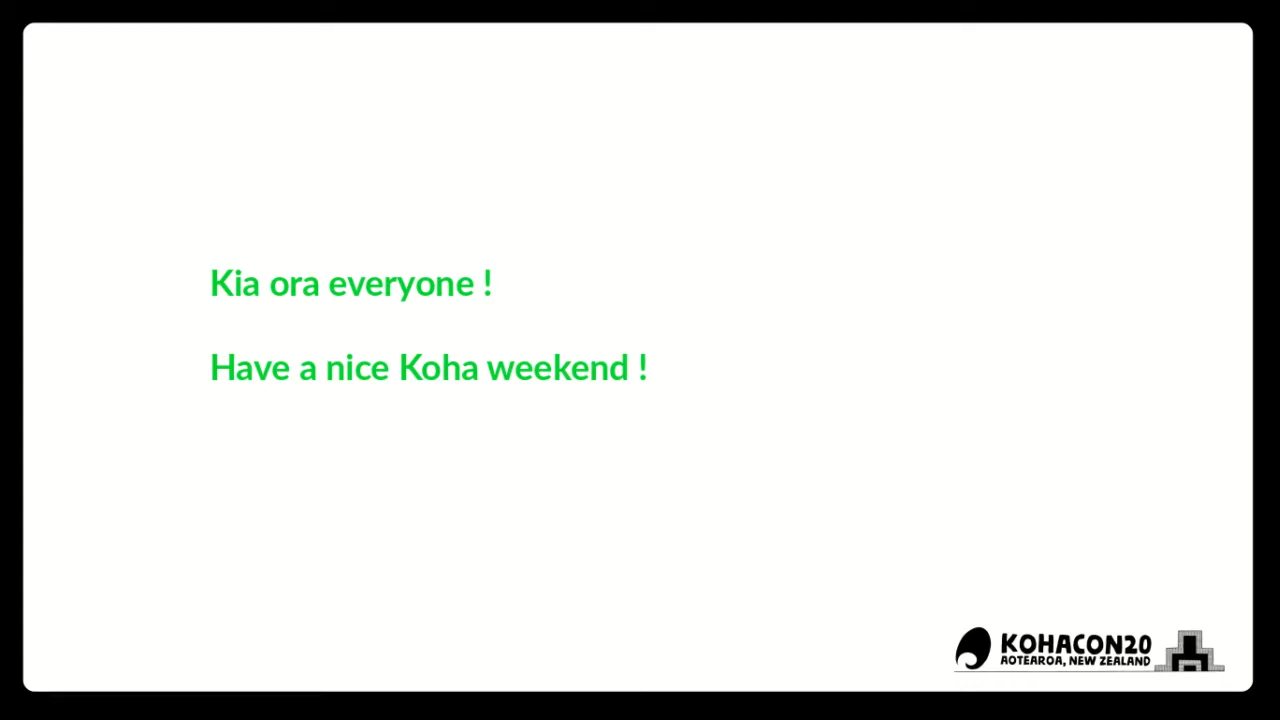 Kia ora everyone !
Have a nice Koha weekend !
KOHACON20
AOTEAROA, NEW ZEALAND